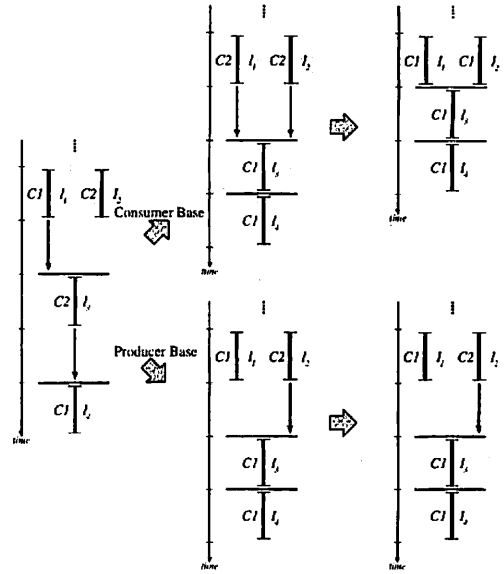 C1 I₁ C2 I₂
C2 I₃
C1
time
Consumer Base
Producer Base
C2 I₁ C2 I₂
C1 I₃
C1 I₄
time
C1 I₁ C1 I₂
C1 I₃
C1 I₄
time
C1 I₁ C2 I₂
C1 I₃
C1 I₄
time
C1 I₁ C2 I₂
C1 I₃
C1
time